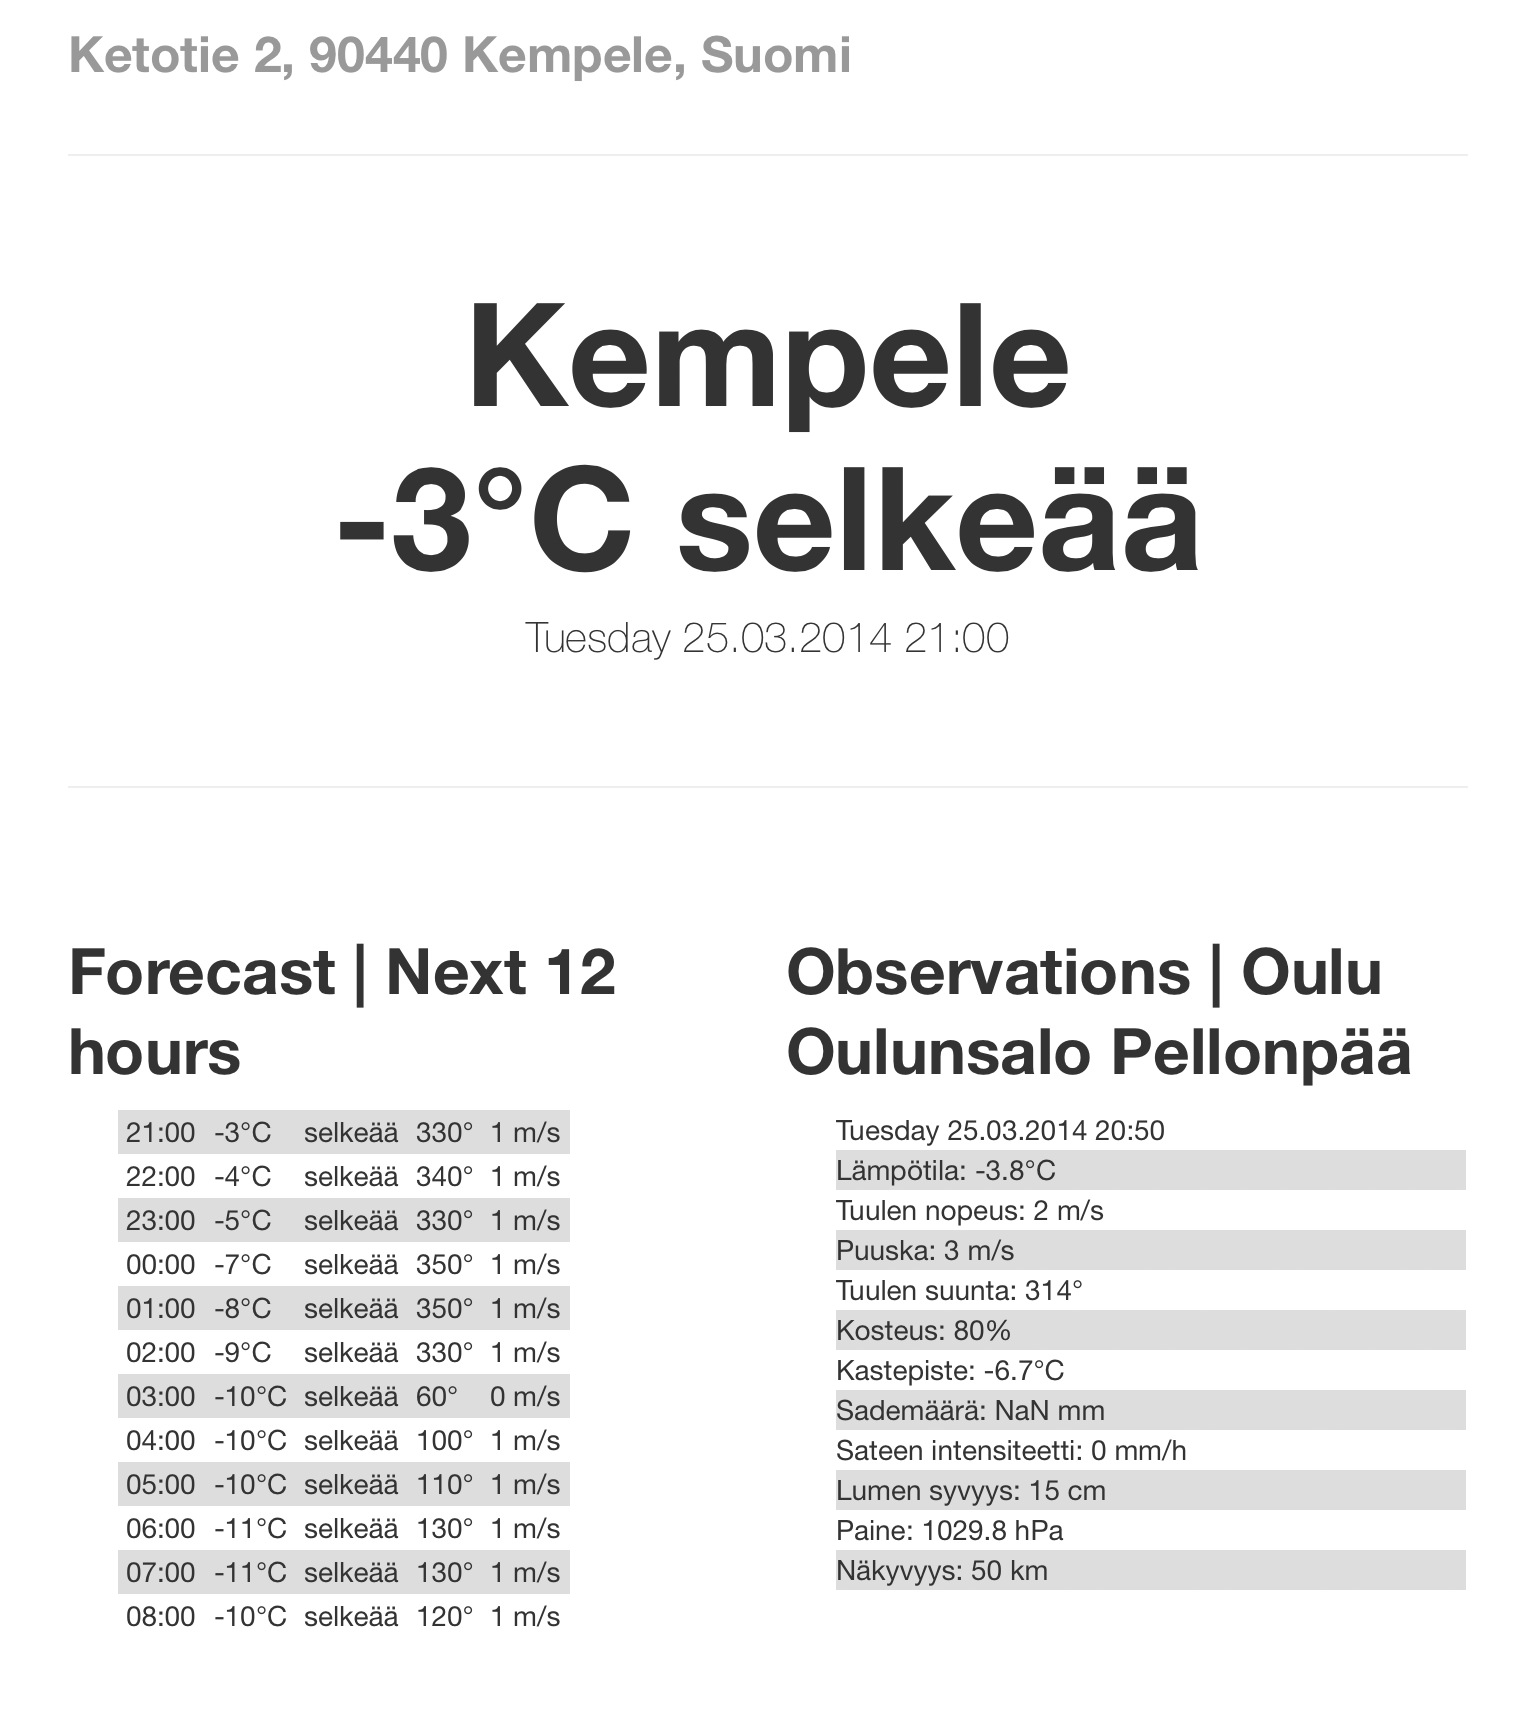 Ketotie 2, 90440 Kempele, Suomi
Kempele
-3°C selkeää
Tuesday 25.03.2014 21:00
Forecast | Next 12
hours
21:00 -3°C selkeää 330° 1 m/s
22:00 -4°C selkeää 340° 1 m/s
23:00 -5°C selkeää 330° 1 m/s
00:00 -7°C selkeää 350° 1 m/s
01:00 -8°C selkeää 350° 1 m/s
02:00 -9°C selkeää 330° 1 m/s
03:00 -10°C selkeää 60° 0 m/s
04:00 -10°C selkeää 100° 1 m/s
05:00 -10°C selkeää 110° 1 m/s
06:00 -11°C selkeää 130° 1 m/s
07:00 -11°C selkeää 130° 1 m/s
08:00 -10°C selkeää 120° 1 m/s
Observations | Oulu
Oulunsalo Pellonpää
Tuesday 25.03.2014 20:50
Lämpötila: -3.8°C
Tuulen nopeus: 2 m/s
Puuska: 3 m/s
Tuulen suunta: 314°
Kosteus: 80%
Kastepiste: -6.7°C
Sademäärä: NaN mm
Sateen intensiteetti: 0 mm/h
Lumen syvyys: 15 cm
Paine: 1029.8 hPa
Näkyvyys: 50 km